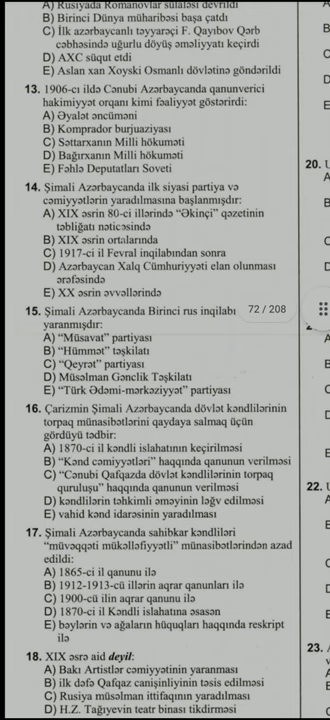 A) Rusiyada Romanovlar sülaləsi devrildi
B) Birinci Dünya müharibəsi başa çatdı
C) İlk azərbaycanlı təyyarəçi F. Qayıbov Qərb
cəbhəsində uğurlu döyüş əməliyyatı keçirdi
D) AXC süqut etdi
E) Aslan xan Xoyski Osmanlı dövlətinə göndərildi
13. 1906-cı ildə Cənubi Azərbaycanda qanunverici
hakimiyyət orqanı kimi fəaliyyət göstərirdi:
A) Əyalət əncüməni
B) Komprador burjuaziyası
C) Səttarxanın Milli hökuməti
D) Bağırxanın Milli hökuməti
E) Fəhlə Deputatları Soveti
14. Şimali Azərbaycanda ilk siyasi partiya və
cəmiyyətlərin yaradılmasına başlanmışdır:
A) XIX əsrin 80-ci illərində “Əkinçi” qəzetinin
təbliğatı nəticəsində
B) XIX əsrin ortalarında
C) 1917-ci il Fevral inqilabından sonra
D) Azərbaycan Xalq Cümhuriyyəti elan olunması
ərəfəsində
E) XX əsrin əvvəllərində
15. Şimali Azərbaycanda Birinci rus inqilabı
72 / 208
yaranmışdır:
A) “Müsavat” partiyası
B) “Hümmət” təşkilatı
C) “Qeyrət” partiyası
D) Müsəlman Gənclik Təşkilatı
E) “Türk Ədəmi-mərkəziyyət” partiyası
16. Çarizmin Şimali Azərbaycanda dövlət kəndlilərinin
torpaq münasibətlərini qaydaya salmaq üçün
gördüyü tədbir:
A) 1870-ci il kəndli islahatının keçirilməsi
B) “Kənd cəmiyyətləri” haqqında qanunun verilməsi
C) “Cənubi Qafqazda dövlət kəndlilərinin torpaq
quruluşu” haqqında qanunun verilməsi
D) kəndlilərin təhkimli əməyinin ləğv edilməsi
E) vahid kənd idarəsinin yaradılması
17. Şimali Azərbaycanda sahibkar kəndliləri
“müvəqqəti mükəlləfiyyətli” münasibətlərindən azad
edildi:
A) 1865-ci il qanunu ilə
B) 1912-1913-cü illərin aqrar qanunları ilə
C) 1900-cü ilin aqrar qanunu ilə
D) 1870-ci il Kəndli islahatına əsasən
E) bəylərin və ağaların hüquqları haqqında reskript
ilə
18. XIX əsrə aid deyil:
A) Bakı Artistlər cəmiyyətinin yaranması
B) ilk dəfə Qafqaz canişinliyinin təsis edilməsi
C) Rusiya müsəlman ittifaqının yaradılması
D) H.Z. Tağıyevin teatr binası tikdirməsi
20.
22.
23.